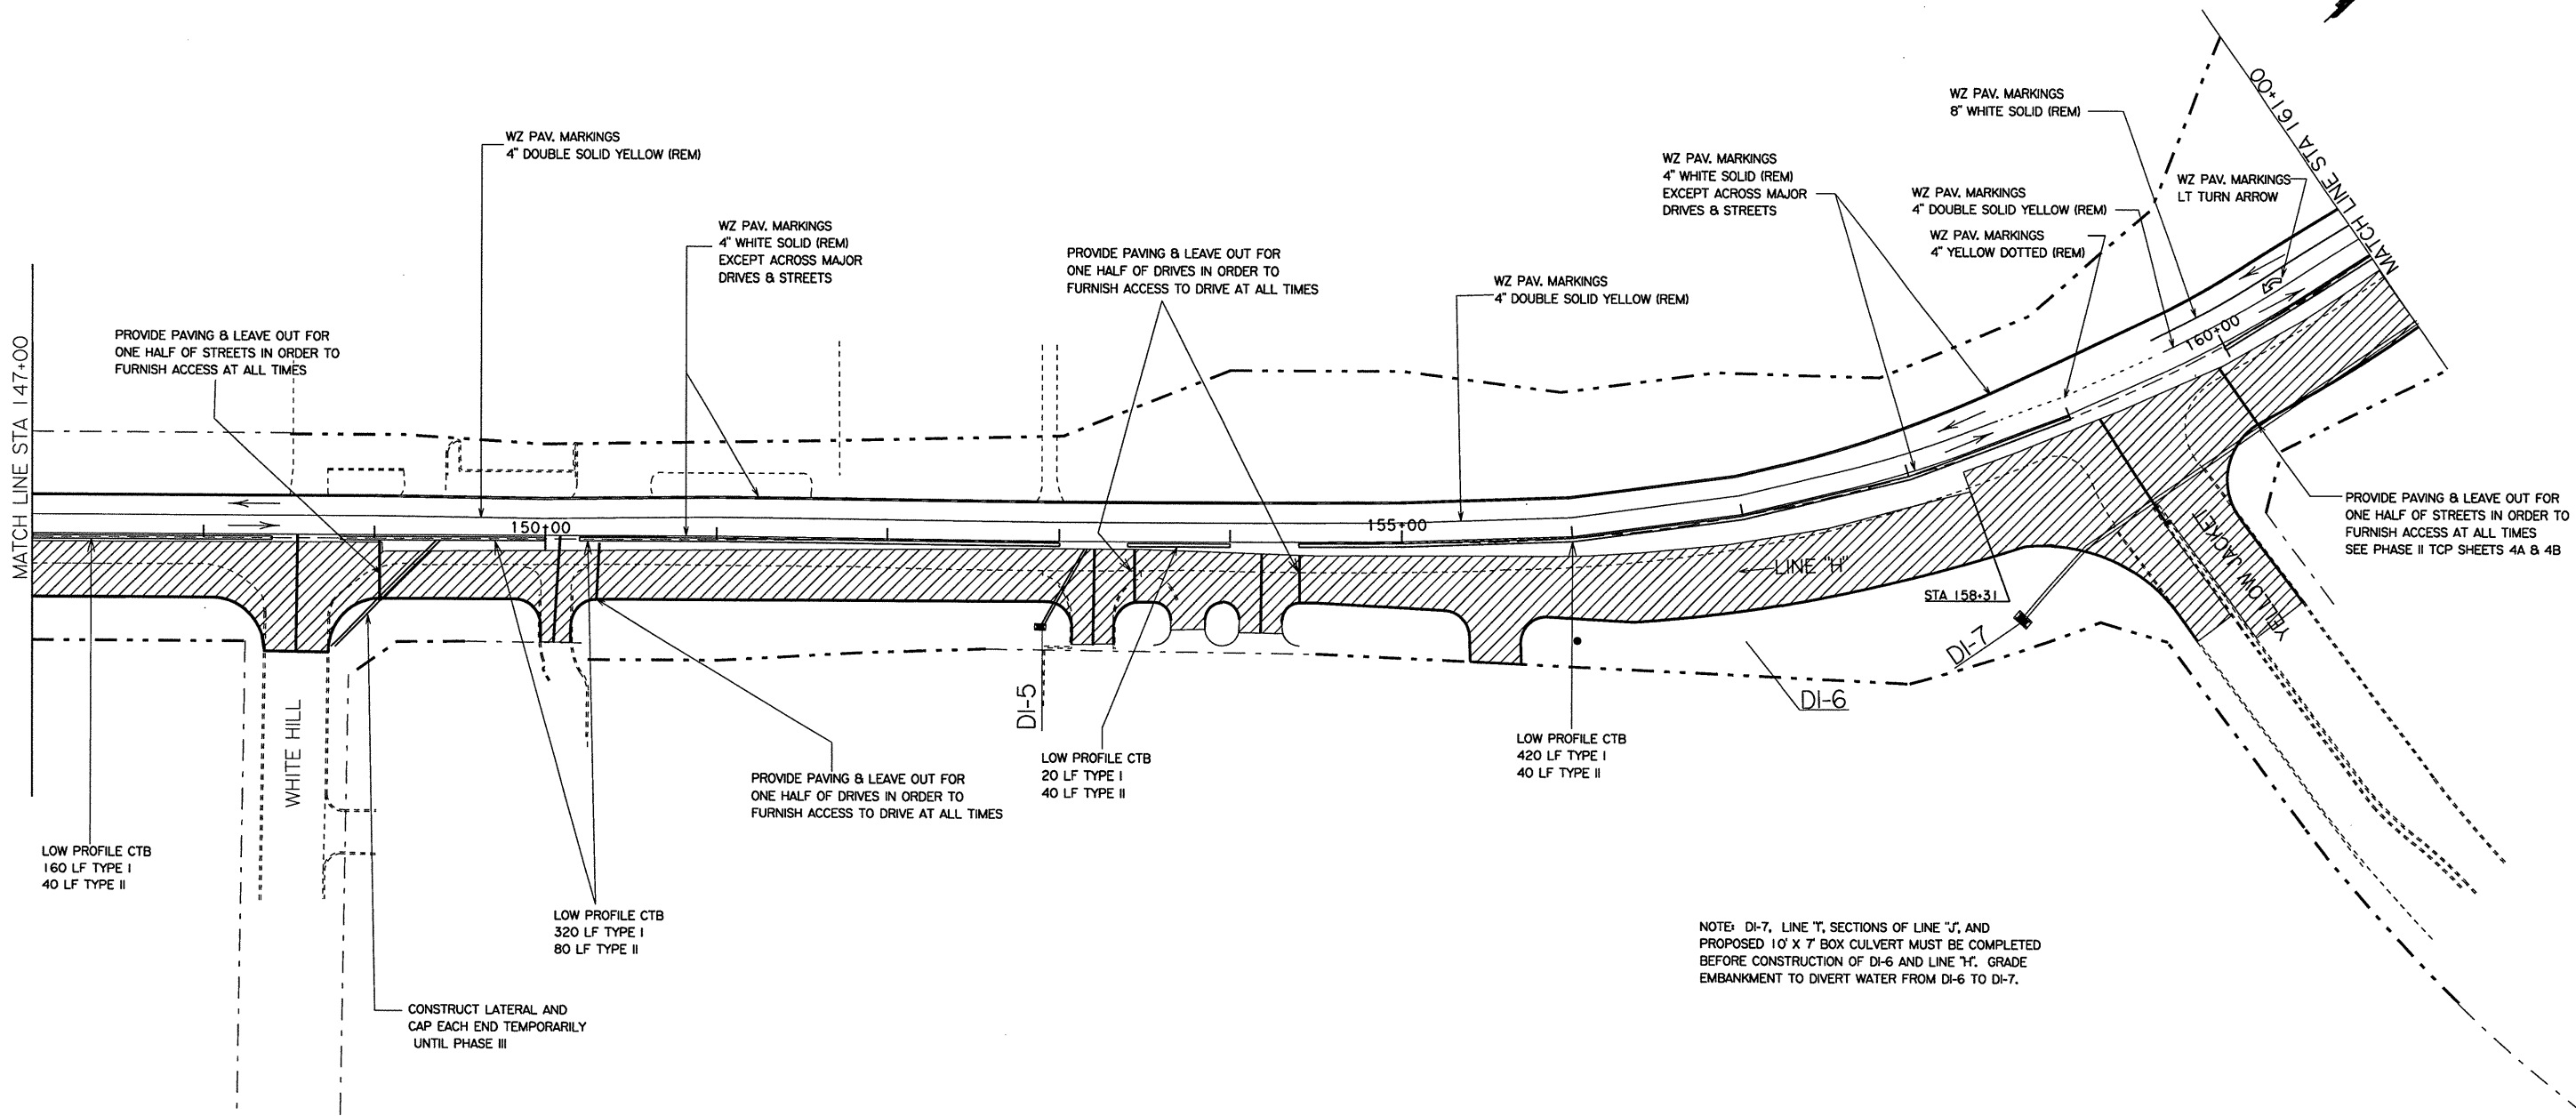 MATCH LINE STA 147+00
PROVIDE PAVING & LEAVE OUT FOR
ONE HALF OF STREETS IN ORDER TO
FURNISH ACCESS AT ALL TIMES
WZ PAV. MARKINGS
4" DOUBLE SOLID YELLOW (REM)
WZ PAV. MARKINGS
4" WHITE SOLID (REM)
EXCEPT ACROSS MAJOR
DRIVES & STREETS
PROVIDE PAVING & LEAVE OUT FOR
ONE HALF OF DRIVES IN ORDER TO
FURNISH ACCESS TO DRIVE AT ALL TIMES
WZ PAV. MARKINGS
4" DOUBLE SOLID YELLOW (REM)
WZ PAV. MARKINGS
4" WHITE SOLID (REM)
EXCEPT ACROSS MAJOR
DRIVES & STREETS
WZ PAV. MARKINGS
8" WHITE SOLID (REM)
WZ PAV. MARKINGS
4" DOUBLE SOLID YELLOW (REM)
WZ PAV. MARKINGS
4" YELLOW DOTTED (REM)
WZ PAV. MARKINGS
LT TURN ARROW
MATCH LINE STA 161+00
150+00
155+00
160+00
LINE "H"
STA 158+31
YELLOW JACKET
PROVIDE PAVING & LEAVE OUT FOR
ONE HALF OF STREETS IN ORDER TO
FURNISH ACCESS AT ALL TIMES
SEE PHASE II TCP SHEETS 4A & 4B
DI-5
DI-6
DI-7
WHITE HILL
LOW PROFILE CTB
160 LF TYPE I
40 LF TYPE II
LOW PROFILE CTB
320 LF TYPE I
80 LF TYPE II
PROVIDE PAVING & LEAVE OUT FOR
ONE HALF OF DRIVES IN ORDER TO
FURNISH ACCESS TO DRIVE AT ALL TIMES
LOW PROFILE CTB
20 LF TYPE I
40 LF TYPE II
LOW PROFILE CTB
420 LF TYPE I
40 LF TYPE II
CONSTRUCT LATERAL AND
CAP EACH END TEMPORARILY
UNTIL PHASE III
NOTE: DI-7, LINE "I", SECTIONS OF LINE "J", AND
PROPOSED 10' X 7' BOX CULVERT MUST BE COMPLETED
BEFORE CONSTRUCTION OF DI-6 AND LINE "H". GRADE
EMBANKMENT TO DIVERT WATER FROM DI-6 TO DI-7.